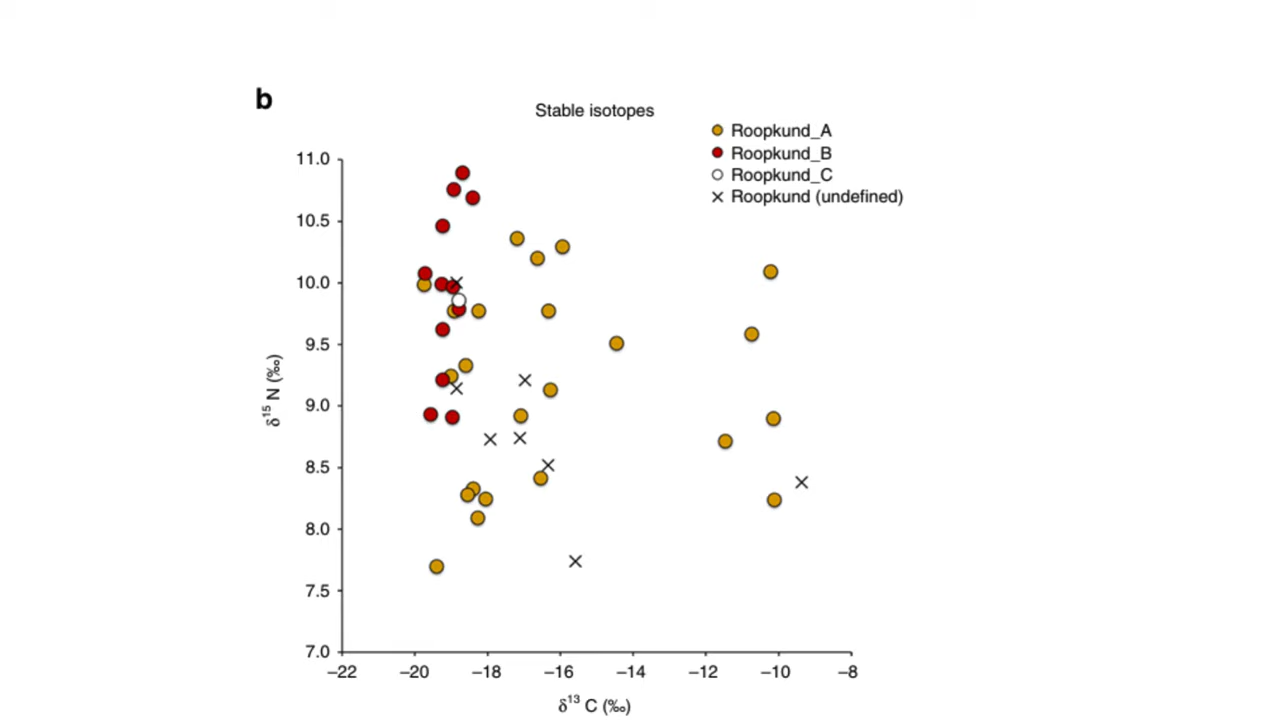 b
Stable isotopes
Roopkund_A
Roopkund_B
Roopkund_C
Roopkund (undefined)
11.0
10.5
10.0
9.5
9.0
8.5
8.0
7.5
7.0
δ¹⁵ N (‰)
–22 –20 –18 –16 –14 –12 –10 –8
δ¹³ C (‰)